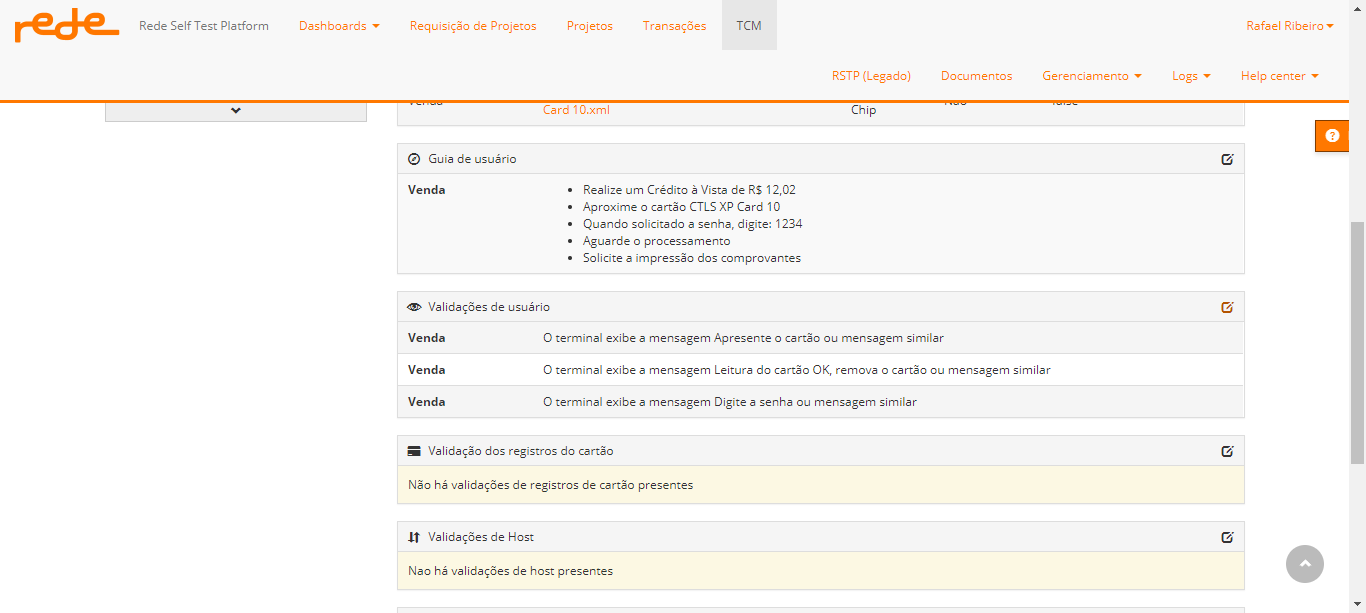 rede Rede Self Test Platform Dashboards Requisição de Projetos Projetos Transações TCM Rafael Ribeiro
RSTP (Legado) Documentos Gerenciamento Logs Help center
Venda Card 10.xml Chip Não false
Guia de usuário
Venda
Realize um Crédito à Vista de R$ 12,02
Aproxime o cartão CTLS XP Card 10
Quando solicitado a senha, digite: 1234
Aguarde o processamento
Solicite a impressão dos comprovantes
Validações de usuário
Venda O terminal exibe a mensagem Apresente o cartão ou mensagem similar
Venda O terminal exibe a mensagem Leitura do cartão OK, remova o cartão ou mensagem similar
Venda O terminal exibe a mensagem Digite a senha ou mensagem similar
Validação dos registros do cartão
Não há validações de registros de cartão presentes
Validações de Host
Nao há validações de host presentes